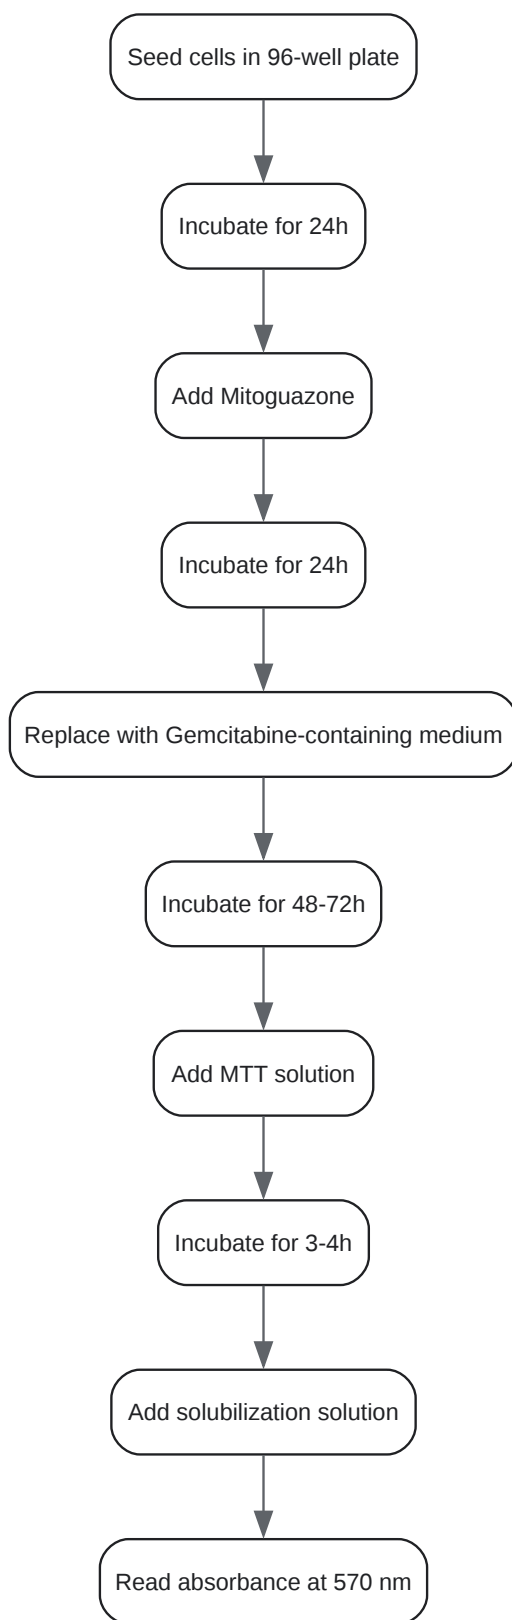 Seed cells in 96-well plate
Incubate for 24h
Add Mitoguazone
Incubate for 24h
Replace with Gemcitabine-containing medium
Incubate for 48-72h
Add MTT solution
Incubate for 3-4h
Add solubilization solution
Read absorbance at 570 nm